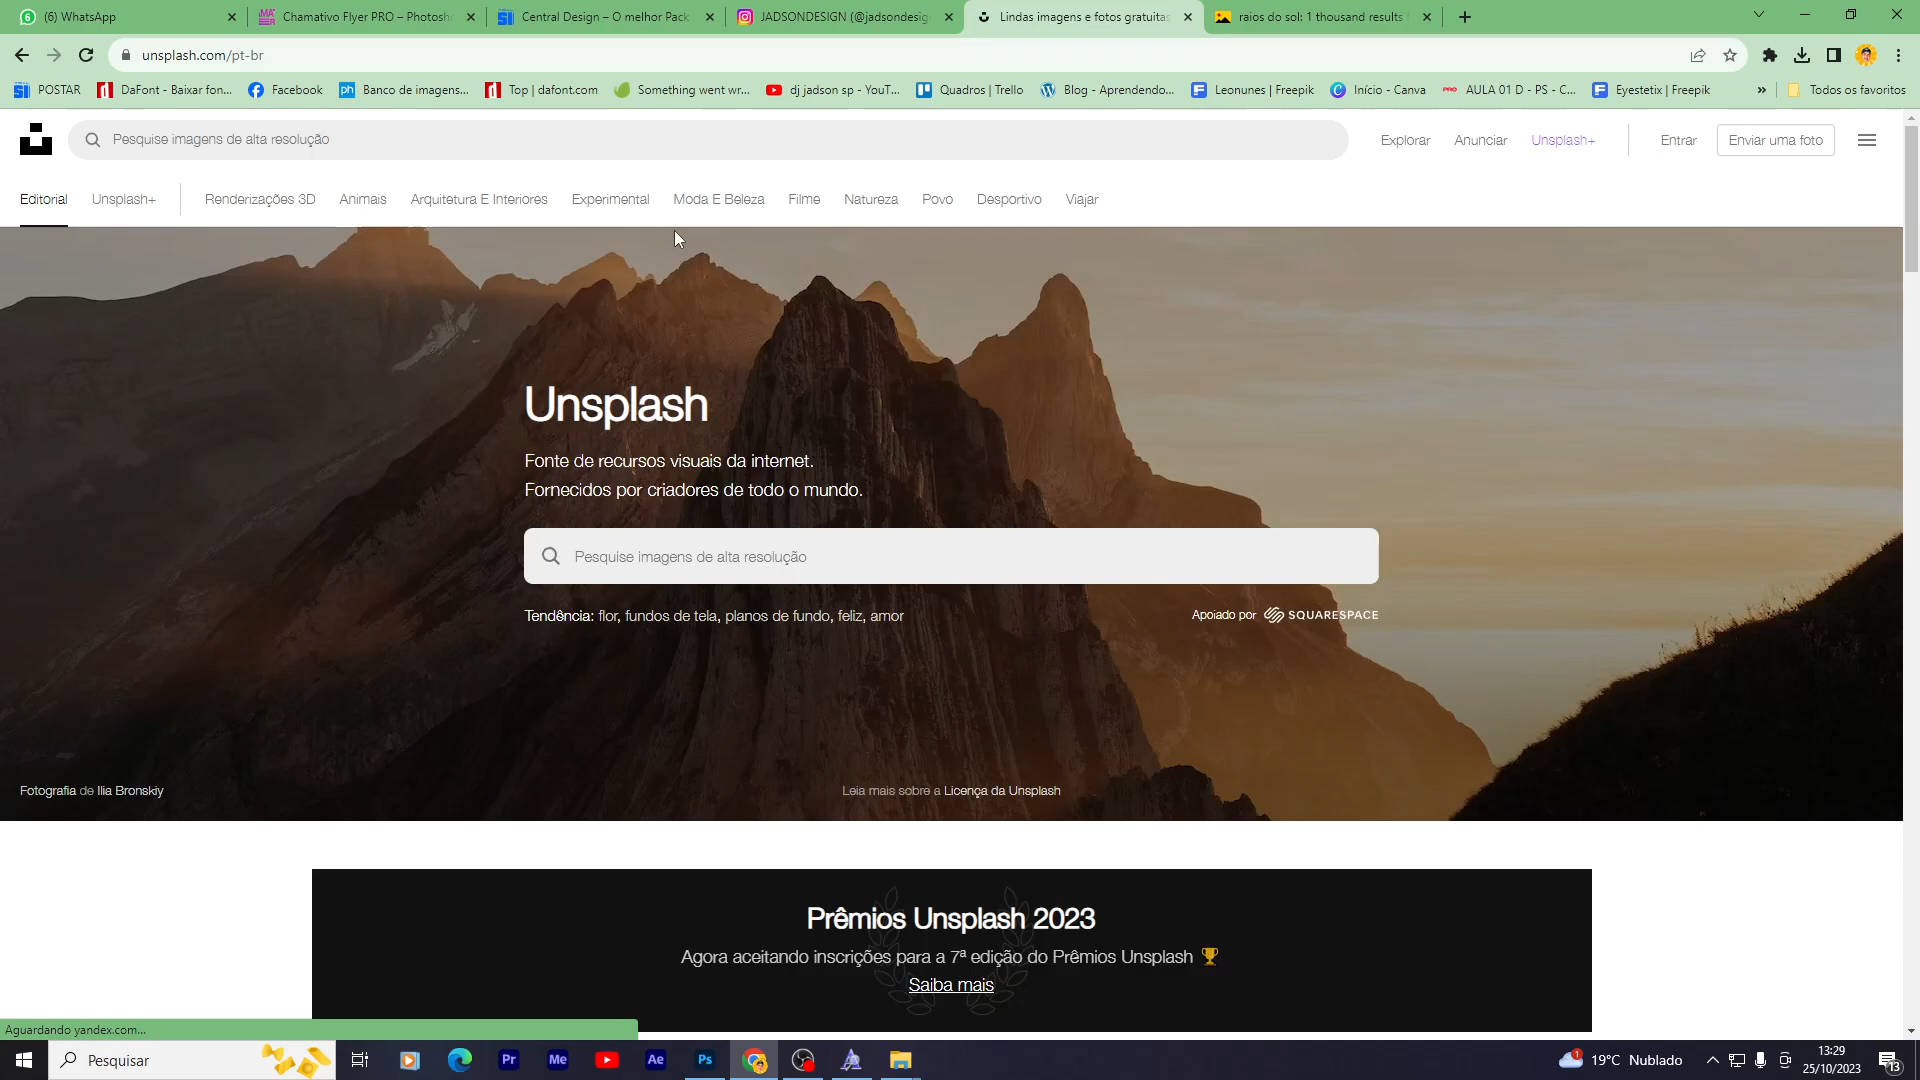 (6) WhatsApp
Chamativo Flyer PRO – Photosh
Central Design – O melhor Pack
JADSONDESIGN (@jadsondesig
Lindas imagens e fotos gratuitas
raios do sol: 1 thousand results f
unsplash.com/pt-br
POSTAR
DaFont - Baixar fon...
Facebook
Banco de imagens...
Top | dafont.com
Something went wr...
dj jadson sp - YouT...
Quadros | Trello
Blog - Aprendendo...
Leonunes | Freepik
Início - Canva
AULA 01 D - PS - C...
Eyestetix | Freepik
»
Todos os favoritos
Pesquise imagens de alta resolução
Explorar
Anunciar
Unsplash+
Entrar
Enviar uma foto
Editorial
Unsplash+
Renderizações 3D
Animais
Arquitetura E Interiores
Experimental
Moda E Beleza
Filme
Natureza
Povo
Desportivo
Viajar
Unsplash
Fonte de recursos visuais da internet.
Fornecidos por criadores de todo o mundo.
Pesquise imagens de alta resolução
Tendência: flor, fundos de tela, planos de fundo, feliz, amor
Apoiado por SQUARESPACE
Fotografia de Ilia Bronskiy
Leia mais sobre a Licença da Unsplash
Prêmios Unsplash 2023
Agora aceitando inscrições para a 7ª edição do Prêmios Unsplash
Saiba mais
Aguardando yandex.com...
Pesquisar
Pr
Me
Ae
Ps
1
19°C Nublado
13:29
25/10/2023
13